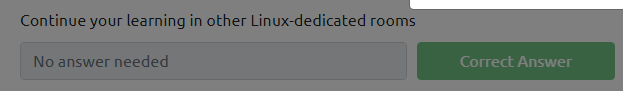 Continue your learning in other Linux-dedicated rooms
No answer needed
Correct Answer